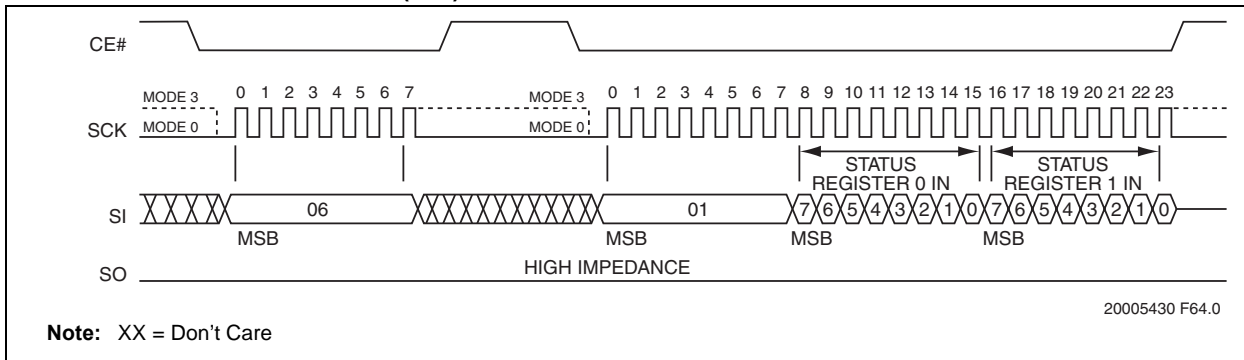 CE#
MODE 3 0 1 2 3 4 5 6 7 MODE 3 0 1 2 3 4 5 6 7 8 9 10 11 12 13 14 15 16 17 18 19 20 21 22 23
SCK MODE 0 MODE 0
STATUS STATUS
REGISTER 0 IN REGISTER 1 IN
SI 06 01 7 6 5 4 3 2 1 0 7 6 5 4 3 2 1 0
MSB MSB MSB MSB
SO HIGH IMPEDANCE
20005430 F64.0
Note: XX = Don't Care